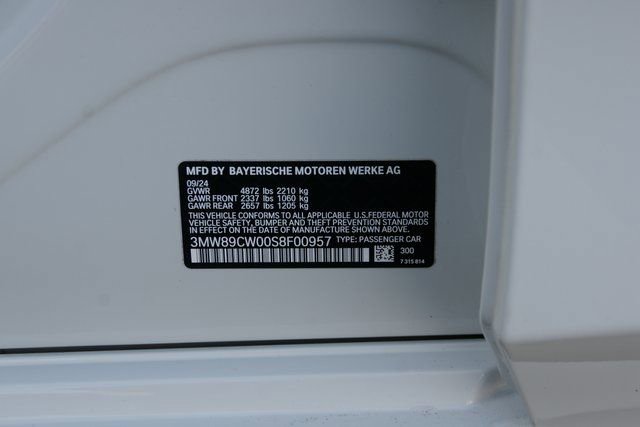 MFD BY BAYERISCHE MOTOREN WERKE AG
09/24
GVWR 4872 lbs 2210 kg
GAWR FRONT 2337 lbs 1060 kg
GAWR REAR 2657 lbs 1205 kg
THIS VEHICLE CONFORMS TO ALL APPLICABLE U.S.FEDERAL MOTOR
VEHICLE SAFETY, BUMPER AND THEFT PREVENTION STANDARDS
IN EFFECT ON THE DATE OF MANUFACTURE SHOWN ABOVE.
3MW89CW00S8F00957 TYPE: PASSENGER CAR
300
7 315 814